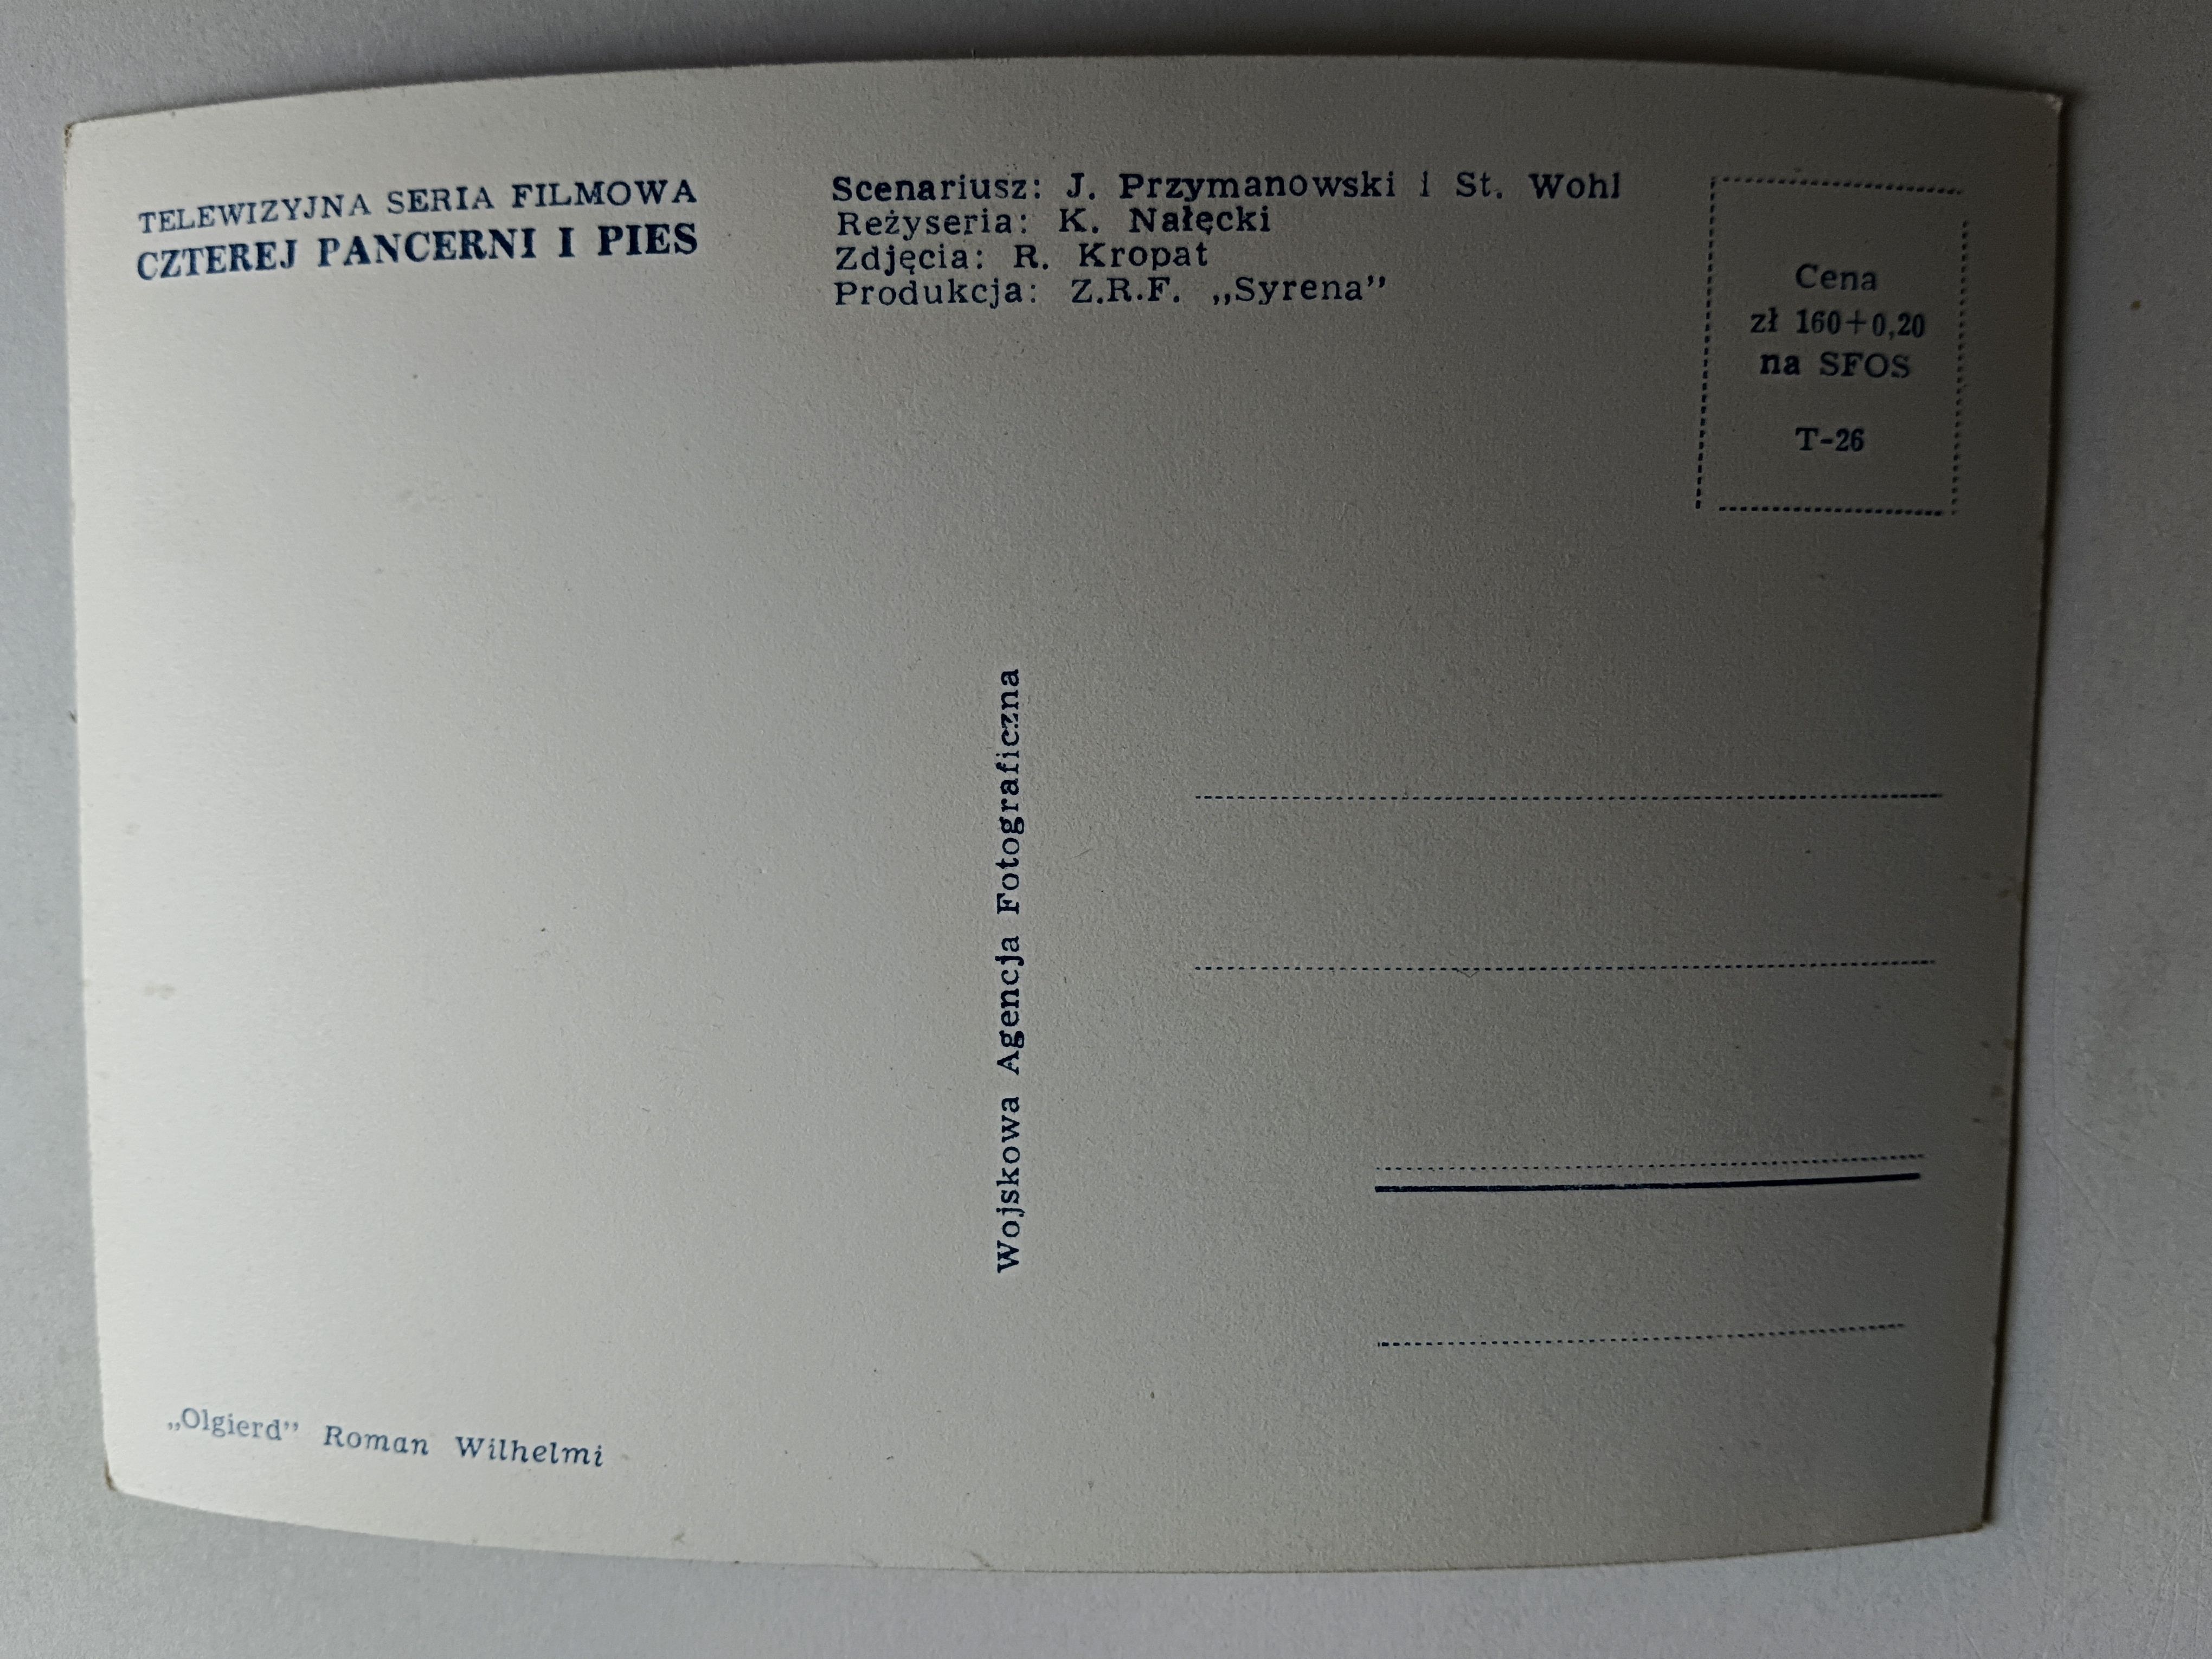 TELEWIZYJNA SERIA FILMOWA
CZTEREJ PANCERNI I PIES
Scenariusz: J. Przymanowski i St. Wohl
Reżyseria: K. Nałęcki
Zdjęcia: R. Kropat
Produkcja: Z.R.F. „Syrena”
Cena
zł 160+0,20
na SFOS
T-26
Wojskowa Agencja Fotograficzna
„Olgierd” Roman Wilhelmi